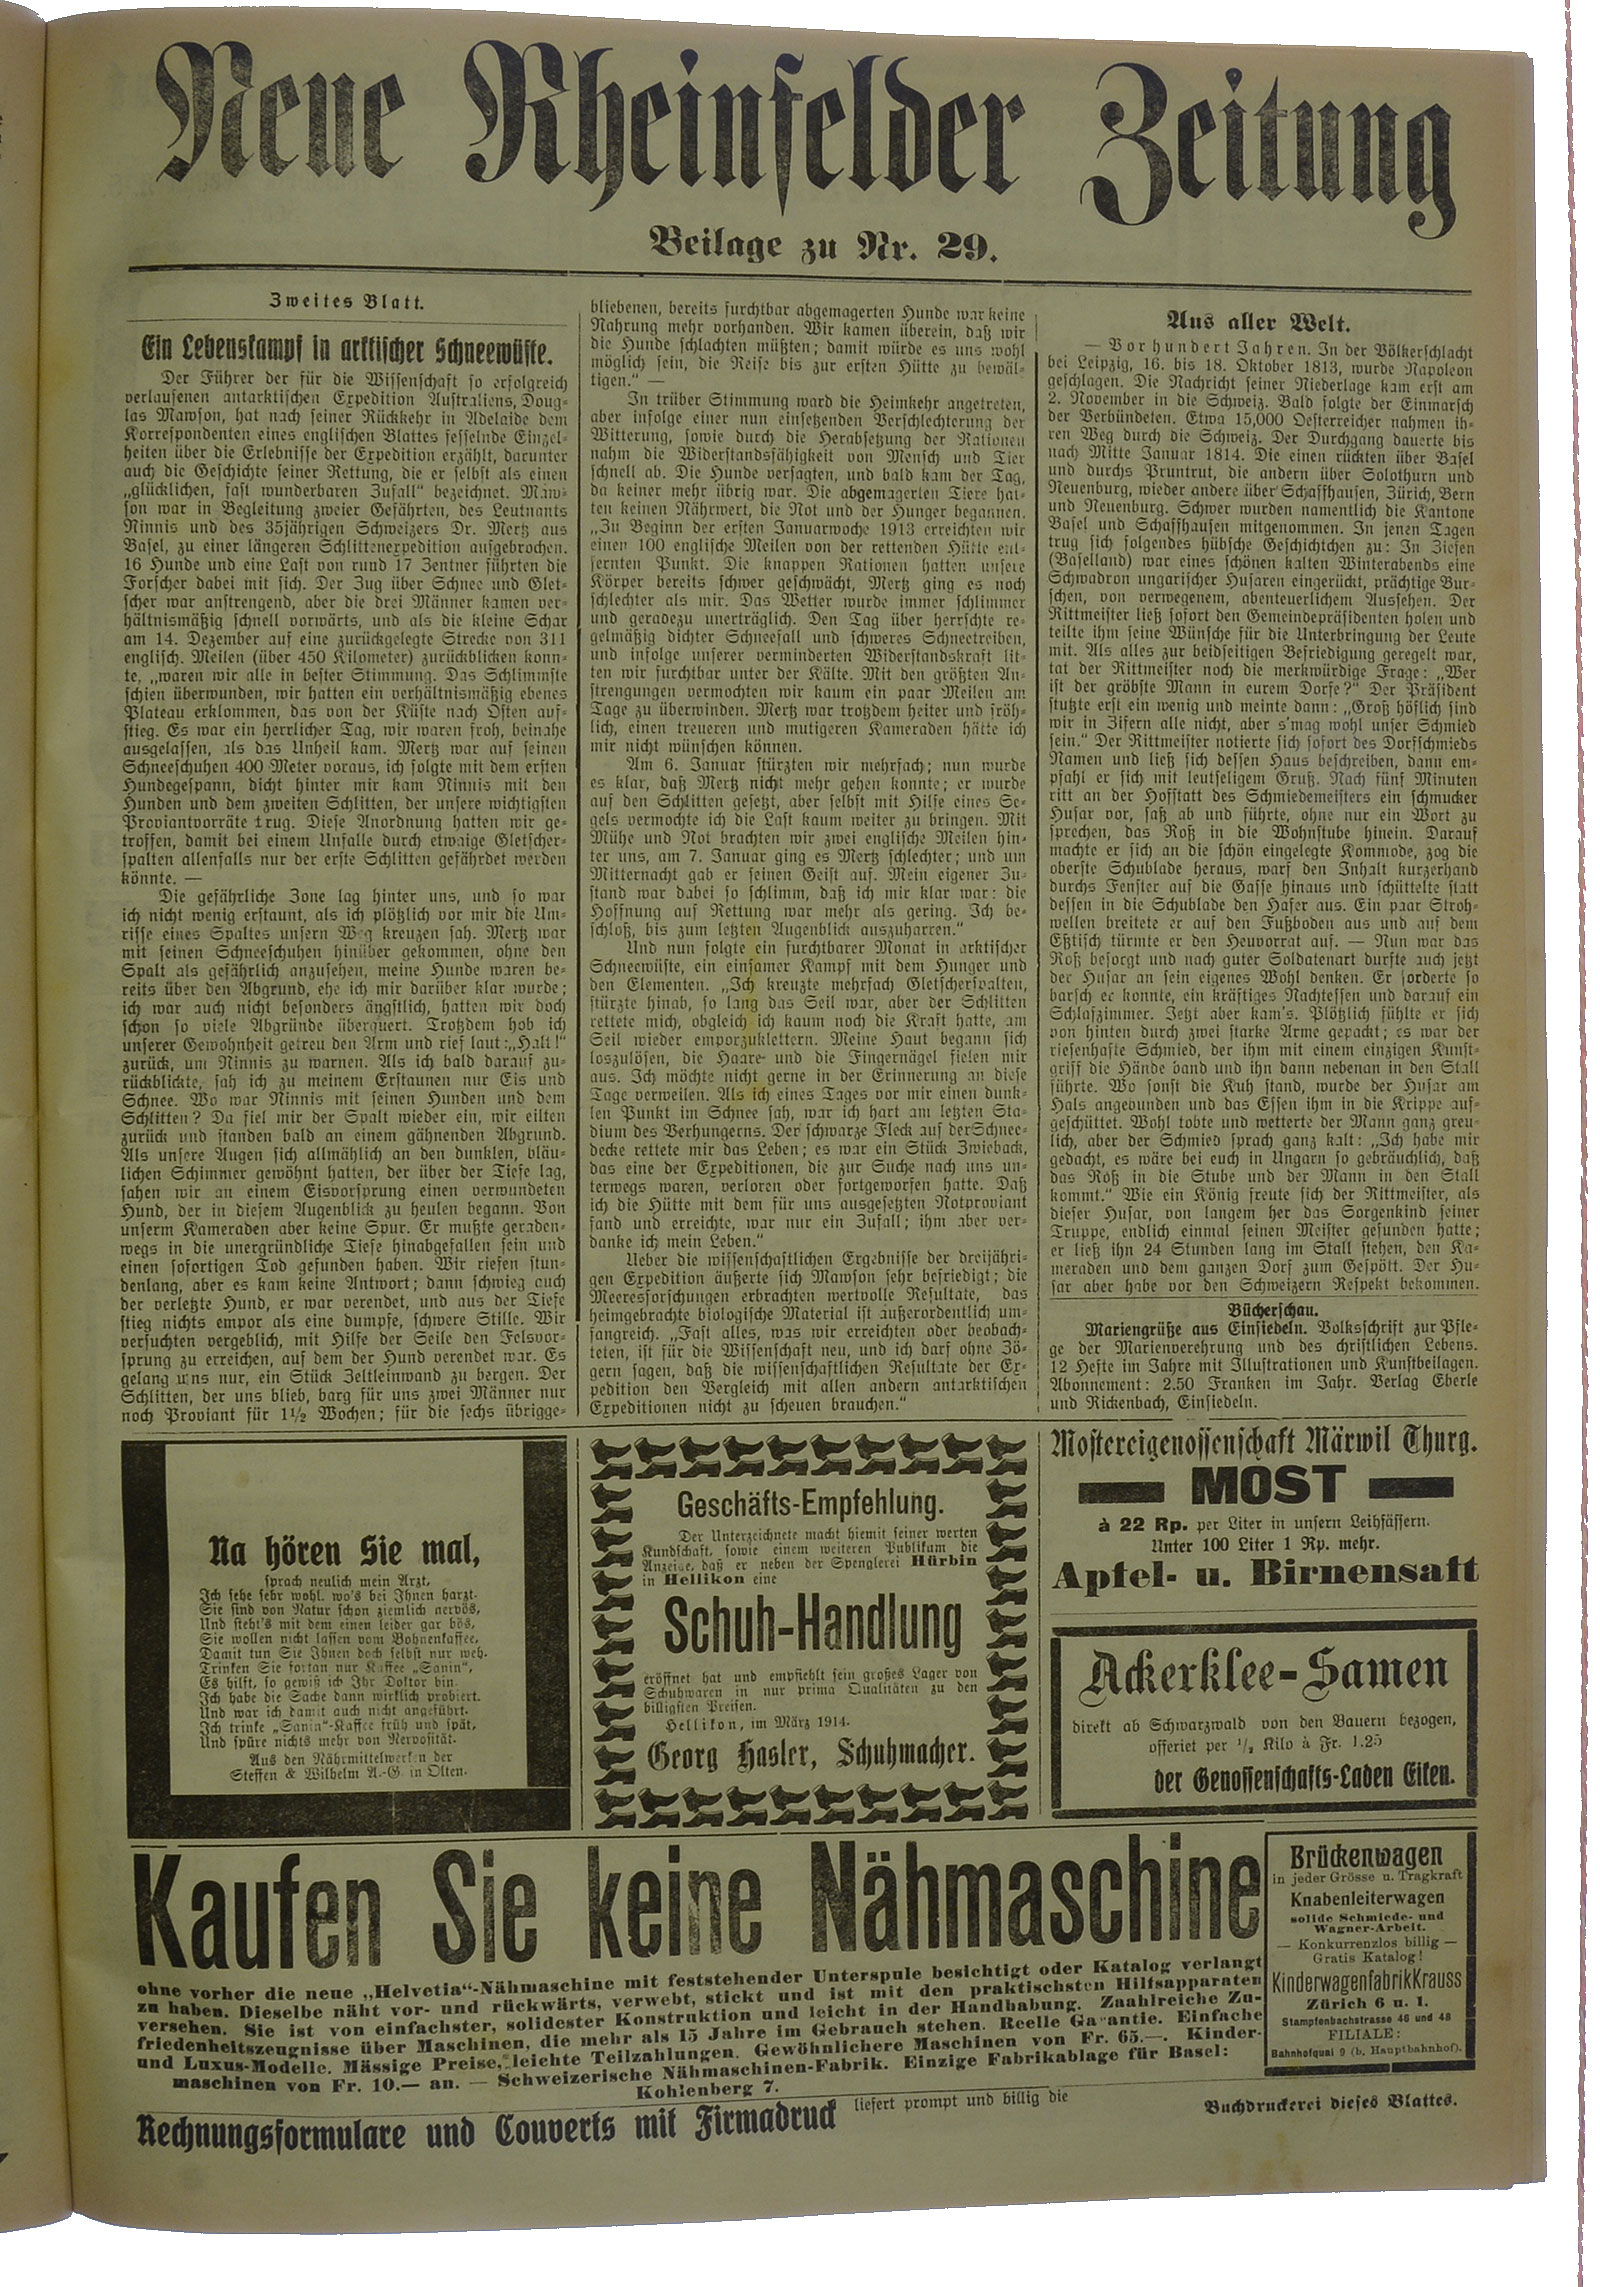 Neue Rheinfelder Zeitung
Beilage zu Nr. 29.
Zweites Blatt.
Ein Lebenskampf in arktischer Schneewüste.
Der Führer der für die Wissenschaft so erfolgreich
verlaufenen antarktischen Expedition Australiens, Doug-
las Mawson, hat nach seiner Rückkehr in Adelaide dem
Korrespondenten eines englischen Blattes fesselnde Einzel-
heiten über die Erlebnisse der Expedition erzählt, darunter
auch die Geschichte seiner Rettung, die er selbst als einen
„glücklichen, fast wunderbaren Zufall“ bezeichnet. Maw-
son war in Begleitung zweier Gefährten, des Leutnants
Ninnis und des 35jährigen Schweizers Dr. Mertz aus
Basel, zu einer längeren Schlittenexpedition aufgebrochen.
16 Hunde und eine Last von rund 17 Zentner führten die
Forscher dabei mit sich. Der Zug über Schnee und Glet-
scher war anstrengend, aber die drei Männer kamen ver-
hältnismäßig schnell vorwärts, und als die kleine Schar
am 14. Dezember auf eine zurückgelegte Strecke von 311
englisch. Meilen (über 450 Kilometer) zurückblicken konn-
te, „waren wir alle in bester Stimmung. Das Schlimmste
schien überwunden, wir hatten ein verhältnismäßig ebenes
Plateau erklommen, das von der Küste nach Osten auf-
stieg. Es war ein herrlicher Tag, wir waren froh, beinahe
ausgelassen, als das Unheil kam. Mertz war auf seinen
Schneeschuhen 400 Meter voraus, ich folgte mit dem ersten
Hundegespann, dicht hinter mir kam Ninnis mit den
Hunden und dem zweiten Schlitten, der unsere wichtigsten
Proviantvorräte trug. Diese Anordnung hatten wir ge-
troffen, damit bei einem Unfalle durch etwaige Gletscher-
spalten allenfalls nur der erste Schlitten gefährdet werden
könnte. —
Die gefährliche Zone lag hinter uns, und so war
ich nicht wenig erstaunt, als ich plötzlich vor mir die Um-
risse eines Spaltes unsern Weg kreuzen sah. Mertz war
mit seinen Schneeschuhen hinüber gekommen, ohne den
Spalt als gefährlich anzusehen, meine Hunde waren be-
reits über den Abgrund, ehe ich mir darüber klar wurde;
ich war auch nicht besonders ängstlich, hatten wir doch
schon so viele Abgründe überquert. Trotzdem hob ich
unserer Gewohnheit getreu den Arm und rief laut: „Halt!“
zurück, um Ninnis zu warnen. Als ich bald darauf zu-
rückblickte, sah ich zu meinem Erstaunen nur Eis und
Schnee. Wo war Ninnis mit seinen Hunden und dem
Schlitten? Da fiel mir der Spalt wieder ein, wir eilten
zurück und standen bald an einem gähnenden Abgrund.
Als unsere Augen sich allmählich an den dunklen, bläu-
lichen Schimmer gewöhnt hatten, der über der Tiefe lag,
sahen wir an einem Eisvorsprung einen verwundeten
Hund, der in diesem Augenblick zu heulen begann. Von
unserm Kameraden aber keine Spur. Er mußte geraden-
wegs in die unergründliche Tiefe hinabgefallen sein und
einen sofortigen Tod gefunden haben. Wir riefen stun-
denlang, aber es kam keine Antwort; dann schwieg auch
der verletzte Hund, er war verendet, und aus der Tiefe
stieg nichts empor als eine dumpfe, schwere Stille. Wir
versuchten vergeblich, mit Hilfe der Seile den Felsvor-
sprung zu erreichen, auf dem der Hund verendet war. Es
gelang uns nur, ein Stück Zeltleinwand zu bergen. Der
Schlitten, der uns blieb, barg für uns zwei Männer nur
noch Proviant für 1½ Wochen; für die sechs übrigge-
bliebenen, bereits furchtbar abgemagerten Hunde war keine
Nahrung mehr vorhanden. Wir kamen überein, daß wir
die Hunde schlachten müßten; damit würde es uns wohl
möglich sein, die Reise bis zur ersten Hütte zu bewäl-
tigen.“ —
In trüber Stimmung ward die Heimkehr angetreten,
aber infolge einer nun einsetzenden Verschlechterung der
Witterung, sowie durch die Herabsetzung der Rationen
nahm die Widerstandsfähigkeit von Mensch und Tier
schnell ab. Die Hunde versagten, und bald kam der Tag,
da keiner mehr übrig war. Die abgemagerten Tiere hat-
ten keinen Nährwert, die Not und der Hunger begannen.
„Zu Beginn der ersten Januarwoche 1913 erreichten wir
einen 100 englische Meilen von der rettenden Hütte ent-
fernten Punkt. Die knappen Rationen hatten unsere
Körper bereits schwer geschwächt, Mertz ging es noch
schlechter als mir. Das Wetter wurde immer schlimmer
und geradezu unerträglich. Den Tag über herrschte re-
gelmäßig dichter Schneefall und schweres Schneetreiben,
und infolge unserer verminderten Widerstandskraft lit-
ten wir furchtbar unter der Kälte. Mit den größten An-
strengungen vermochten wir kaum ein paar Meilen am
Tage zu überwinden. Mertz war trotzdem heiter und fröh-
lich, einen treueren und mutigeren Kameraden hätte ich
mir nicht wünschen können.
Am 6. Januar stürzten wir mehrfach; nun wurde
es klar, daß Mertz nicht mehr gehen konnte; er wurde
auf den Schlitten gesetzt, aber selbst mit Hilfe eines Se-
gels vermochte ich die Last kaum weiter zu bringen. Mit
Mühe und Not brachten wir zwei englische Meilen hin-
ter uns, am 7. Januar ging es Mertz schlechter; und um
Mitternacht gab er seinen Geist auf. Mein eigener Zu-
stand war dabei so schlimm, daß ich mir klar war: die
Hoffnung auf Rettung war mehr als gering. Ich be-
schloß, bis zum letzten Augenblick auszuharren.“
Und nun folgte ein furchtbarer Monat in arktischer
Schneewüste, ein einsamer Kampf mit dem Hunger und
den Elementen. „Ich kreuzte mehrfach Gletscherspalten,
stürzte hinab, so lang das Seil war, aber der Schlitten
rettete mich, obgleich ich kaum noch die Kraft hatte, am
Seil wieder emporzuklettern. Meine Haut begann sich
loszulösen, die Haare und die Fingernägel fielen mir
aus. Ich möchte nicht gerne in der Erinnerung an diese
Tage verweilen. Als ich eines Tages vor mir einen dunk-
len Punkt im Schnee sah, war ich hart am letzten Sta-
dium des Verhungerns. Der schwarze Fleck auf der Schnee-
decke rettete mir das Leben; es war ein Stück Zwieback,
das eine der Expeditionen, die zur Suche nach uns un-
terwegs waren, verloren oder fortgeworfen hatte. Daß
ich die Hütte mit dem für uns ausgesetzten Notproviant
fand und erreichte, war nur ein Zufall; ihm aber ver-
danke ich mein Leben.“
Ueber die wissenschaftlichen Ergebnisse der dreijähri-
gen Expedition äußerte sich Mawson sehr befriedigt; die
Meeresforschungen erbrachten wertvolle Resultate, das
heimgebrachte biologische Material ist außerordentlich um-
fangreich. „Fast alles, was wir erreichten oder beobach-
teten, ist für die Wissenschaft neu, und ich darf ohne Zö-
gern sagen, daß die wissenschaftlichen Resultate der Ex-
pedition den Vergleich mit allen andern antarktischen
Expeditionen nicht zu scheuen brauchen.“
Aus aller Welt.
— Vor hundert Jahren. In der Völkerschlacht
bei Leipzig, 16. bis 18. Oktober 1813, wurde Napoleon
geschlagen. Die Nachricht seiner Niederlage kam erst am
2. November in die Schweiz. Bald folgte der Einmarsch
der Verbündeten. Etwa 15,000 Oesterreicher nahmen ih-
ren Weg durch die Schweiz. Der Durchgang dauerte bis
nach Mitte Januar 1814. Die einen rückten über Basel
und durchs Pruntrut, die andern über Solothurn und
Neuenburg, wieder andere über Schaffhausen, Zürich, Bern
und Neuenburg. Schwer wurden namentlich die Kantone
Basel und Schaffhausen mitgenommen. In jenen Tagen
trug sich folgendes hübsche Geschichtchen zu: In Ziefen
(Baselland) war eines schönen kalten Winterabends eine
Schwadron ungarischer Husaren eingerückt, prächtige Bur-
schen, von verwegenem, abenteuerlichem Aussehen. Der
Rittmeister ließ sofort den Gemeindepräsidenten holen und
teilte ihm seine Wünsche für die Unterbringung der Leute
mit. Als alles zur beidseitigen Befriedigung geregelt war,
tat der Rittmeister noch die merkwürdige Frage: „Wer
ist der gröbste Mann in eurem Dorfe?“ Der Präsident
stutzte erst ein wenig und meinte dann: „Groß höflich sind
wir in Zifern alle nicht, aber s'mag wohl unser Schmied
sein.“ Der Rittmeister notierte sich sofort des Dorfschmieds
Namen und ließ sich dessen Haus beschreiben, dann em-
pfahl er sich mit leutseligem Gruß. Nach fünf Minuten
ritt an der Hofstatt des Schmiedemeisters ein schmucker
Husar vor, saß ab und führte, ohne nur ein Wort zu
sprechen, das Roß in die Wohnstube hinein. Darauf
machte er sich an die schön eingelegte Kommode, zog die
oberste Schublade heraus, warf den Inhalt kurzerhand
durchs Fenster auf die Gasse hinaus und schüttelte statt
dessen in die Schublade den Hafer aus. Ein paar Stroh-
wellen breitete er auf den Fußboden aus und auf dem
Eßtisch türmte er den Heuvorrat auf. — Nun war das
Roß besorgt und nach guter Soldatenart durfte auch jetzt
der Husar an sein eigenes Wohl denken. Er forderte so
barsch er konnte, ein kräftiges Nachtessen und darauf ein
Schlafzimmer. Jetzt aber kam's. Plötzlich fühlte er sich
von hinten durch zwei starke Arme gepackt; es war der
riesenhafte Schmied, der ihm mit einem einzigen Kunst-
griff die Hände band und ihn dann nebenan in den Stall
führte. Wo sonst die Kuh stand, wurde der Husar am
Hals angebunden und das Essen ihm in die Krippe auf-
geschüttet. Wohl tobte und wetterte der Mann ganz greu-
lich, aber der Schmied sprach ganz kalt: „Ich habe mir
gedacht, es wäre bei euch in Ungarn so gebräuchlich, daß
das Roß in die Stube und der Mann in den Stall
kommt.“ Wie ein König freute sich der Rittmeister, als
dieser Husar, von langem her das Sorgenkind seiner
Truppe, endlich einmal seinen Meister gefunden hatte;
er ließ ihn 24 Stunden lang im Stall stehen, den Ka-
meraden und dem ganzen Dorf zum Gespött. Der Hu-
sar aber habe vor den Schweizern Respekt bekommen.
Bücherschau.
Mariengrüße aus Einsiedeln. Volksschrift zur Pfle-
ge der Marienverehrung und des christlichen Lebens.
12 Hefte im Jahre mit Illustrationen und Kunstbeilagen.
Abonnement: 2.50 Franken im Jahr. Verlag Eberle
und Rickenbach, Einsiedeln.
Na hören Sie mal,
sprach neulich mein Arzt,
Ich sehe sehr wohl, wo's bei Ihnen harzt.
Sie sind von Natur schon ziemlich nervös,
Und steht's mit dem einen leider gar bös,
Sie wollen nicht lassen vom Bohnenkaffee,
Damit tun Sie Ihnen doch selbst nur weh.
Trinken Sie fortan nur Kaffee „Sanin“,
Es hilft, so gewiß ich Ihr Doktor bin.
Ich habe die Sache dann wirklich probiert.
Und war ich damit auch nicht angeführt.
Ich trinke „Sanin“-Kaffee früh und spät,
Und spüre nichts mehr von Nervosität.
Aus den Nährmittelwerken der
Steffen & Wilhelm A.-G. in Olten.
Geschäfts-Empfehlung.
Der Unterzeichnete macht hiemit seiner werten
Kundschaft, sowie einem weiteren Publikum die
Anzeige, daß er neben der Spenglerei Hürbin
in Hellikon eine
Schuh-Handlung
eröffnet hat und empfiehlt sein großes Lager von
Schuhwaren in nur prima Qualitäten zu den
billigsten Preisen.
Hellikon, im März 1914.
Georg Hasler, Schuhmacher.
Mostereigenossenschaft Märwil Thurg.
MOST
à 22 Rp. per Liter in unsern Leihfässern.
Unter 100 Liter 1 Rp. mehr.
Apfel- u. Birnensaft
Ackerklee-Samen
direkt ab Schwarzwald von den Bauern bezogen,
offeriet per ½ Kilo à Fr. 1.25
der Genossenschafts-Laden Eiken.
Kaufen Sie keine Nähmaschine
ohne vorher die neue „Helvetia“-Nähmaschine mit feststehender Unterspule besichtigt oder Katalog verlangt
zu haben. Dieselbe näht vor- und rückwärts, verwebt, stickt und ist mit den praktischsten Hilfsapparaten
versehen. Sie ist von einfachster, solidester Konstruktion und leicht in der Handhabung. Zaahlreiche Zu-
friedenheitszeugnisse über Maschinen, die mehr als 15 Jahre im Gebrauch stehen. Reelle Garantie. Einfache
und Luxus-Modelle. Mässige Preise, leichte Teilzahlungen. Gewöhnlichere Maschinen von Fr. 65.—. Kinder-
maschinen von Fr. 10.— an. — Schweizerische Nähmaschinen-Fabrik. Einzige Fabrikablage für Basel:
Kohlenberg 7.
Brückenwagen
in jeder Grösse u. Tragkraft
Knabenleiterwagen
solide Schmiede- und
Wagner-Arbeit.
— Konkurrenzlos billig —
Gratis Katalog!
Kinderwagenfabrik Krauss
Zürich 6 u. 1.
Stampfenbachstrasse 46 und 48
FILIALE:
Bahnhofquai 9 (b. Hauptbahnhof).
Rechnungsformulare und Couverts mit Firmadruck liefert prompt und billig die Buchdruckerei dieses Blattes.